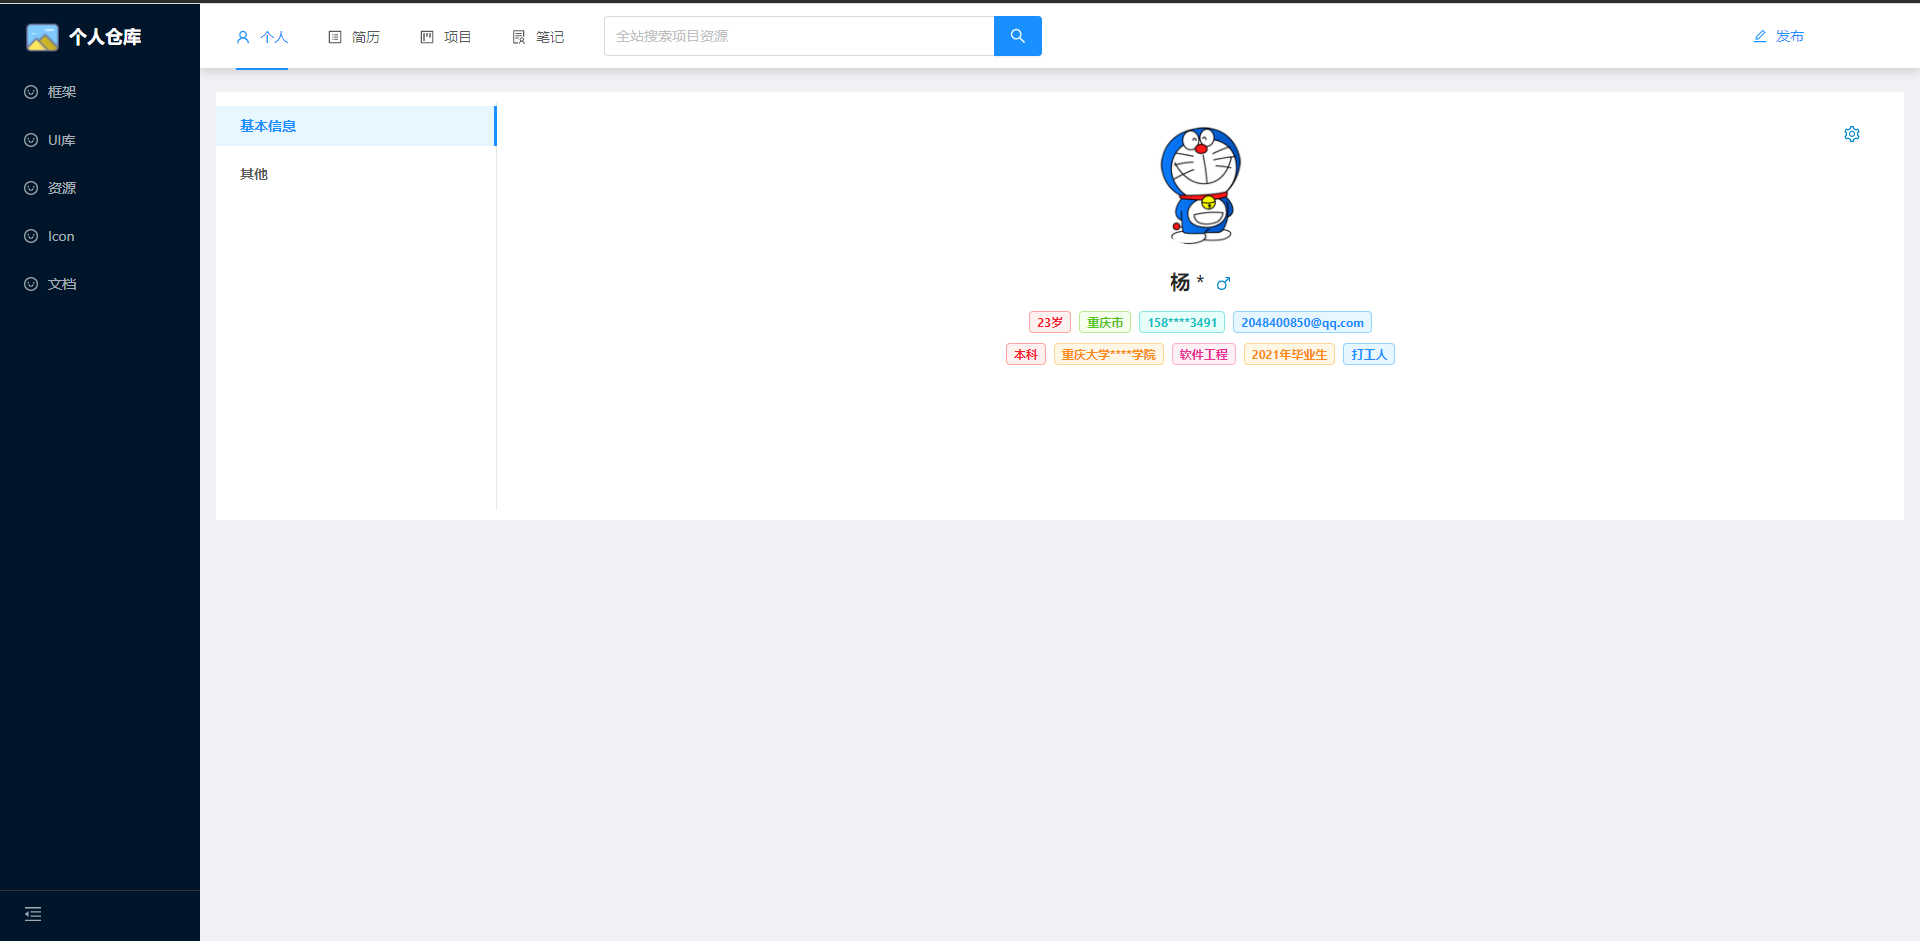 个人仓库
框架
UI库
资源
Icon
文档
个人 简历 项目 笔记 全站搜索项目资源 发布
基本信息
其他
杨 *
23岁 重庆市 158****3491 2048400850@qq.com
本科 重庆大学****学院 软件工程 2021年毕业生 打工人